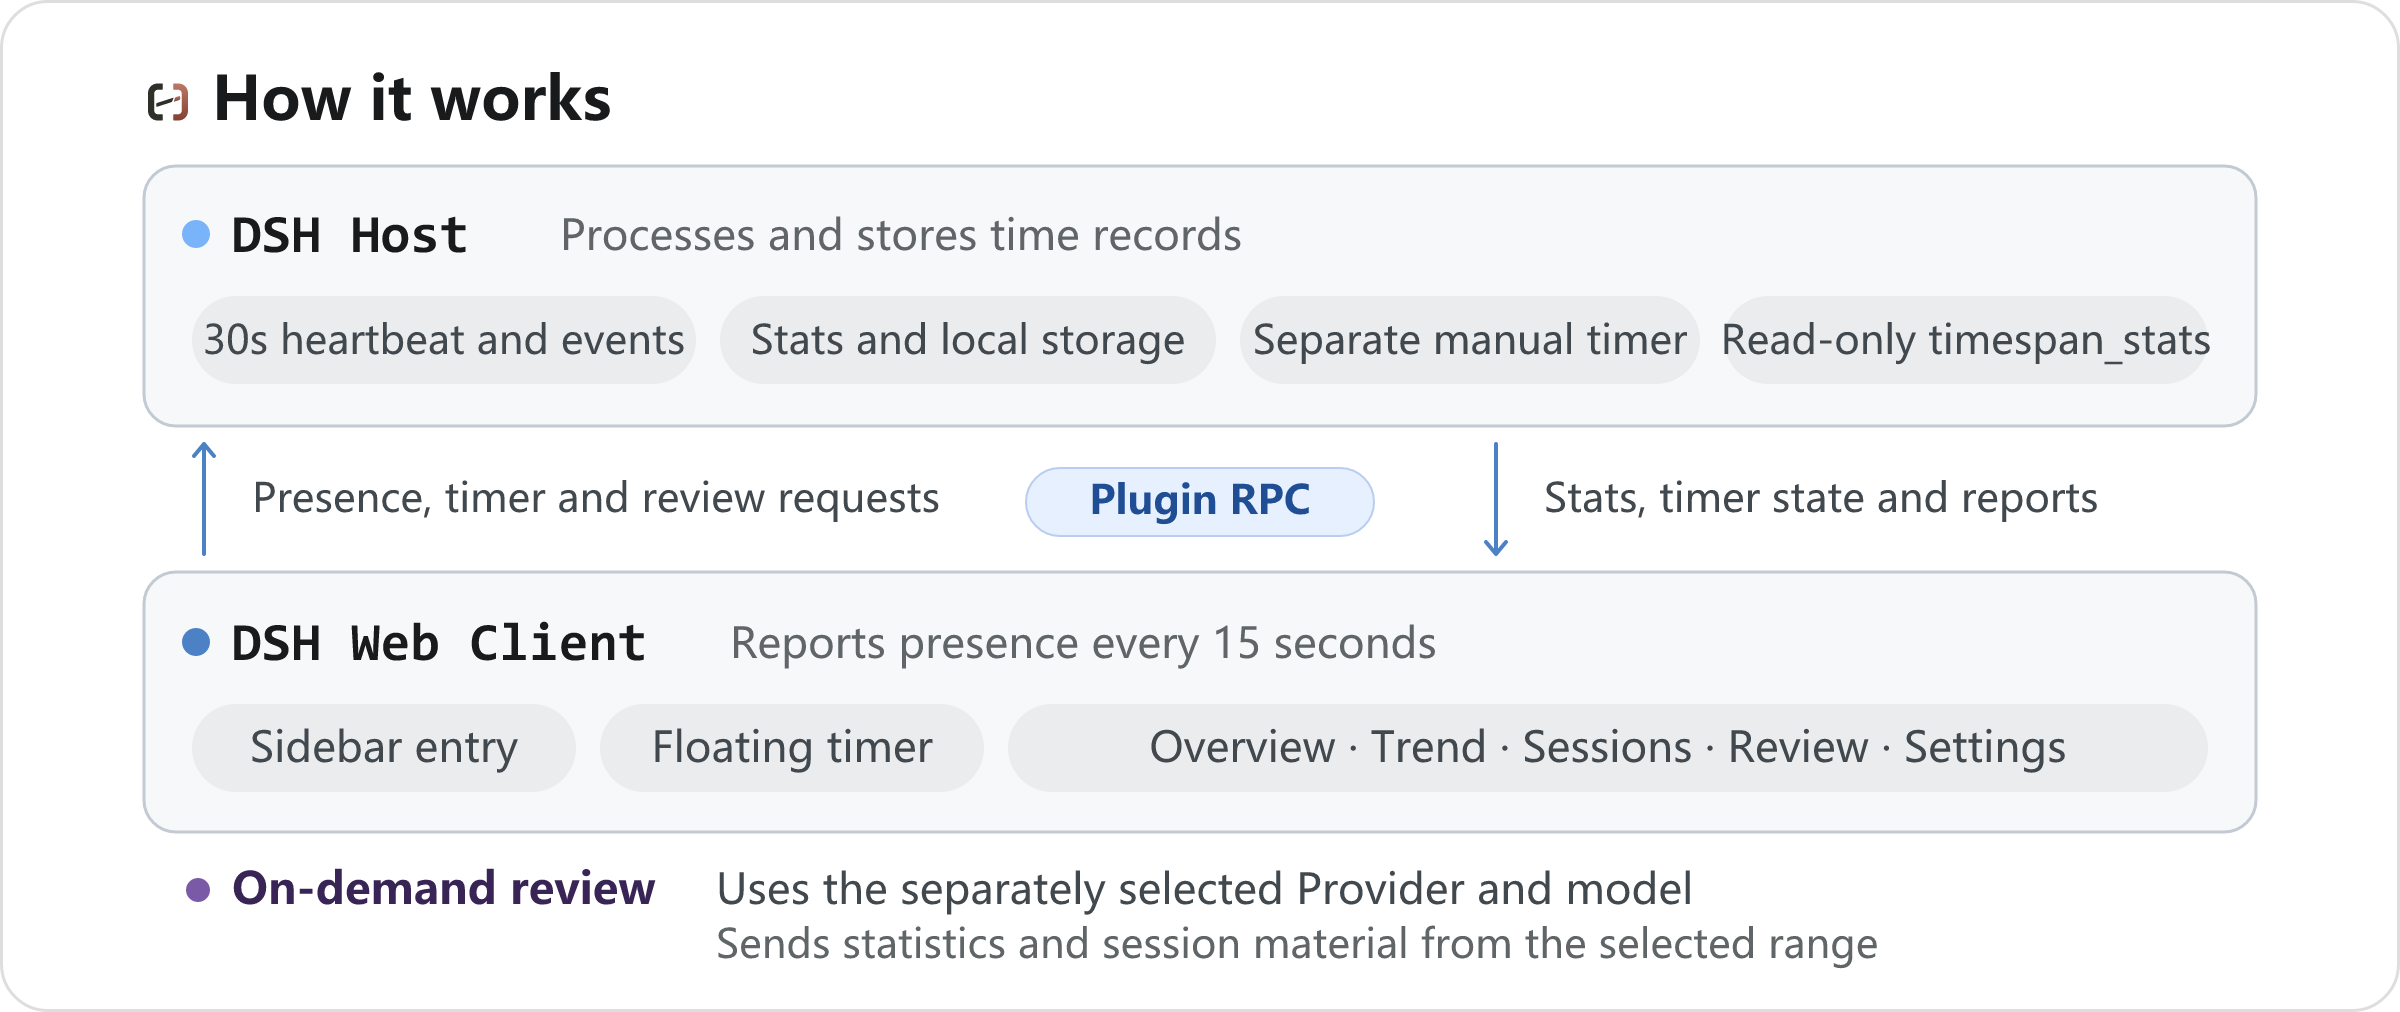 How it works
DSH Host Processes and stores time records
30s heartbeat and events Stats and local storage Separate manual timer Read-only timespan_stats
Presence, timer and review requests Plugin RPC Stats, timer state and reports
DSH Web Client Reports presence every 15 seconds
Sidebar entry Floating timer Overview · Trend · Sessions · Review · Settings
On-demand review Uses the separately selected Provider and model
Sends statistics and session material from the selected range